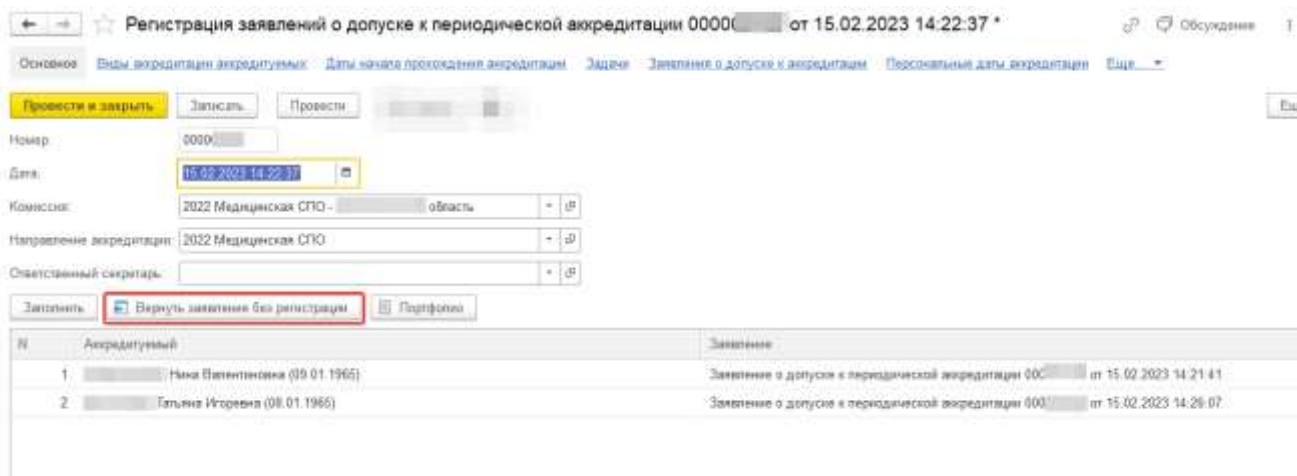 Регистрация заявлений о допуске к периодической аккредитации 0000 от 15.02.2023 14:22:37 *
Обсуждение
Основное Виды аккредитации аккредитуемых Даты начала прохождения аккредитации Задачи Заявления о допуске к аккредитации Персональные даты аккредитации Еще...
Провести и закрыть Записать Провести
Номер: 0000
Дата: 15.02.2023 14:22:37
Комиссия: 2022 Медицинская СПО - область
Направление аккредитации: 2022 Медицинская СПО
Ответственный секретарь:
Заполнить Вернуть заявление без регистрации Портфолио
N Аккредитуемый Заявление
1 Нина Валентиновна (09.01.1965) Заявление о допуске к периодической аккредитации 000 от 15.02.2023 14:21:41
2 Татьяна Игоревна (08.01.1965) Заявление о допуске к периодической аккредитации 000 от 15.02.2023 14:26:07